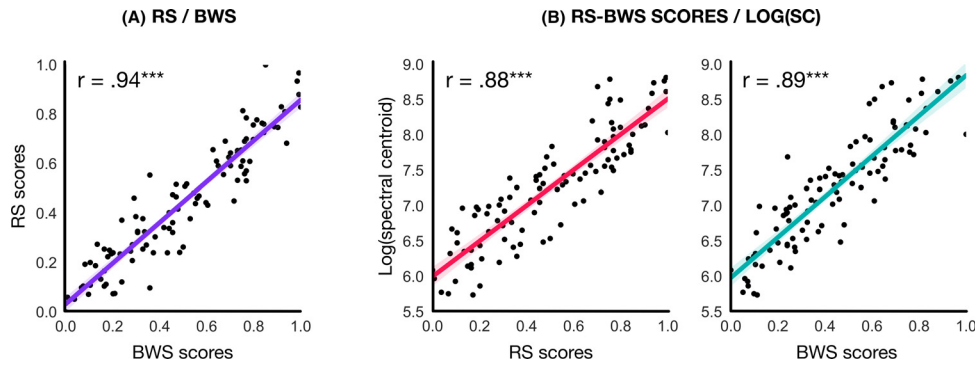 (A) RS / BWS
(B) RS-BWS SCORES / LOG(SC)
r = .94***
RS scores
1.0
0.8
0.6
0.4
0.2
0.0
0.0 0.2 0.4 0.6 0.8 1.0
BWS scores
r = .88***
Log(spectral centroid)
9.0
8.5
8.0
7.5
7.0
6.5
6.0
5.5
0.0 0.2 0.4 0.6 0.8 1.0
RS scores
r = .89***
9.0
8.5
8.0
7.5
7.0
6.5
6.0
5.5
0.0 0.2 0.4 0.6 0.8 1.0
BWS scores